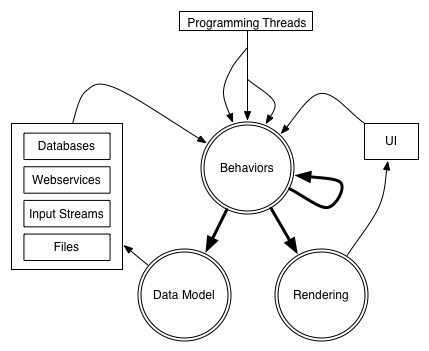 Programming Threads
Databases
Webservices
Input Streams
Files
Behaviors
UI
Data Model
Rendering